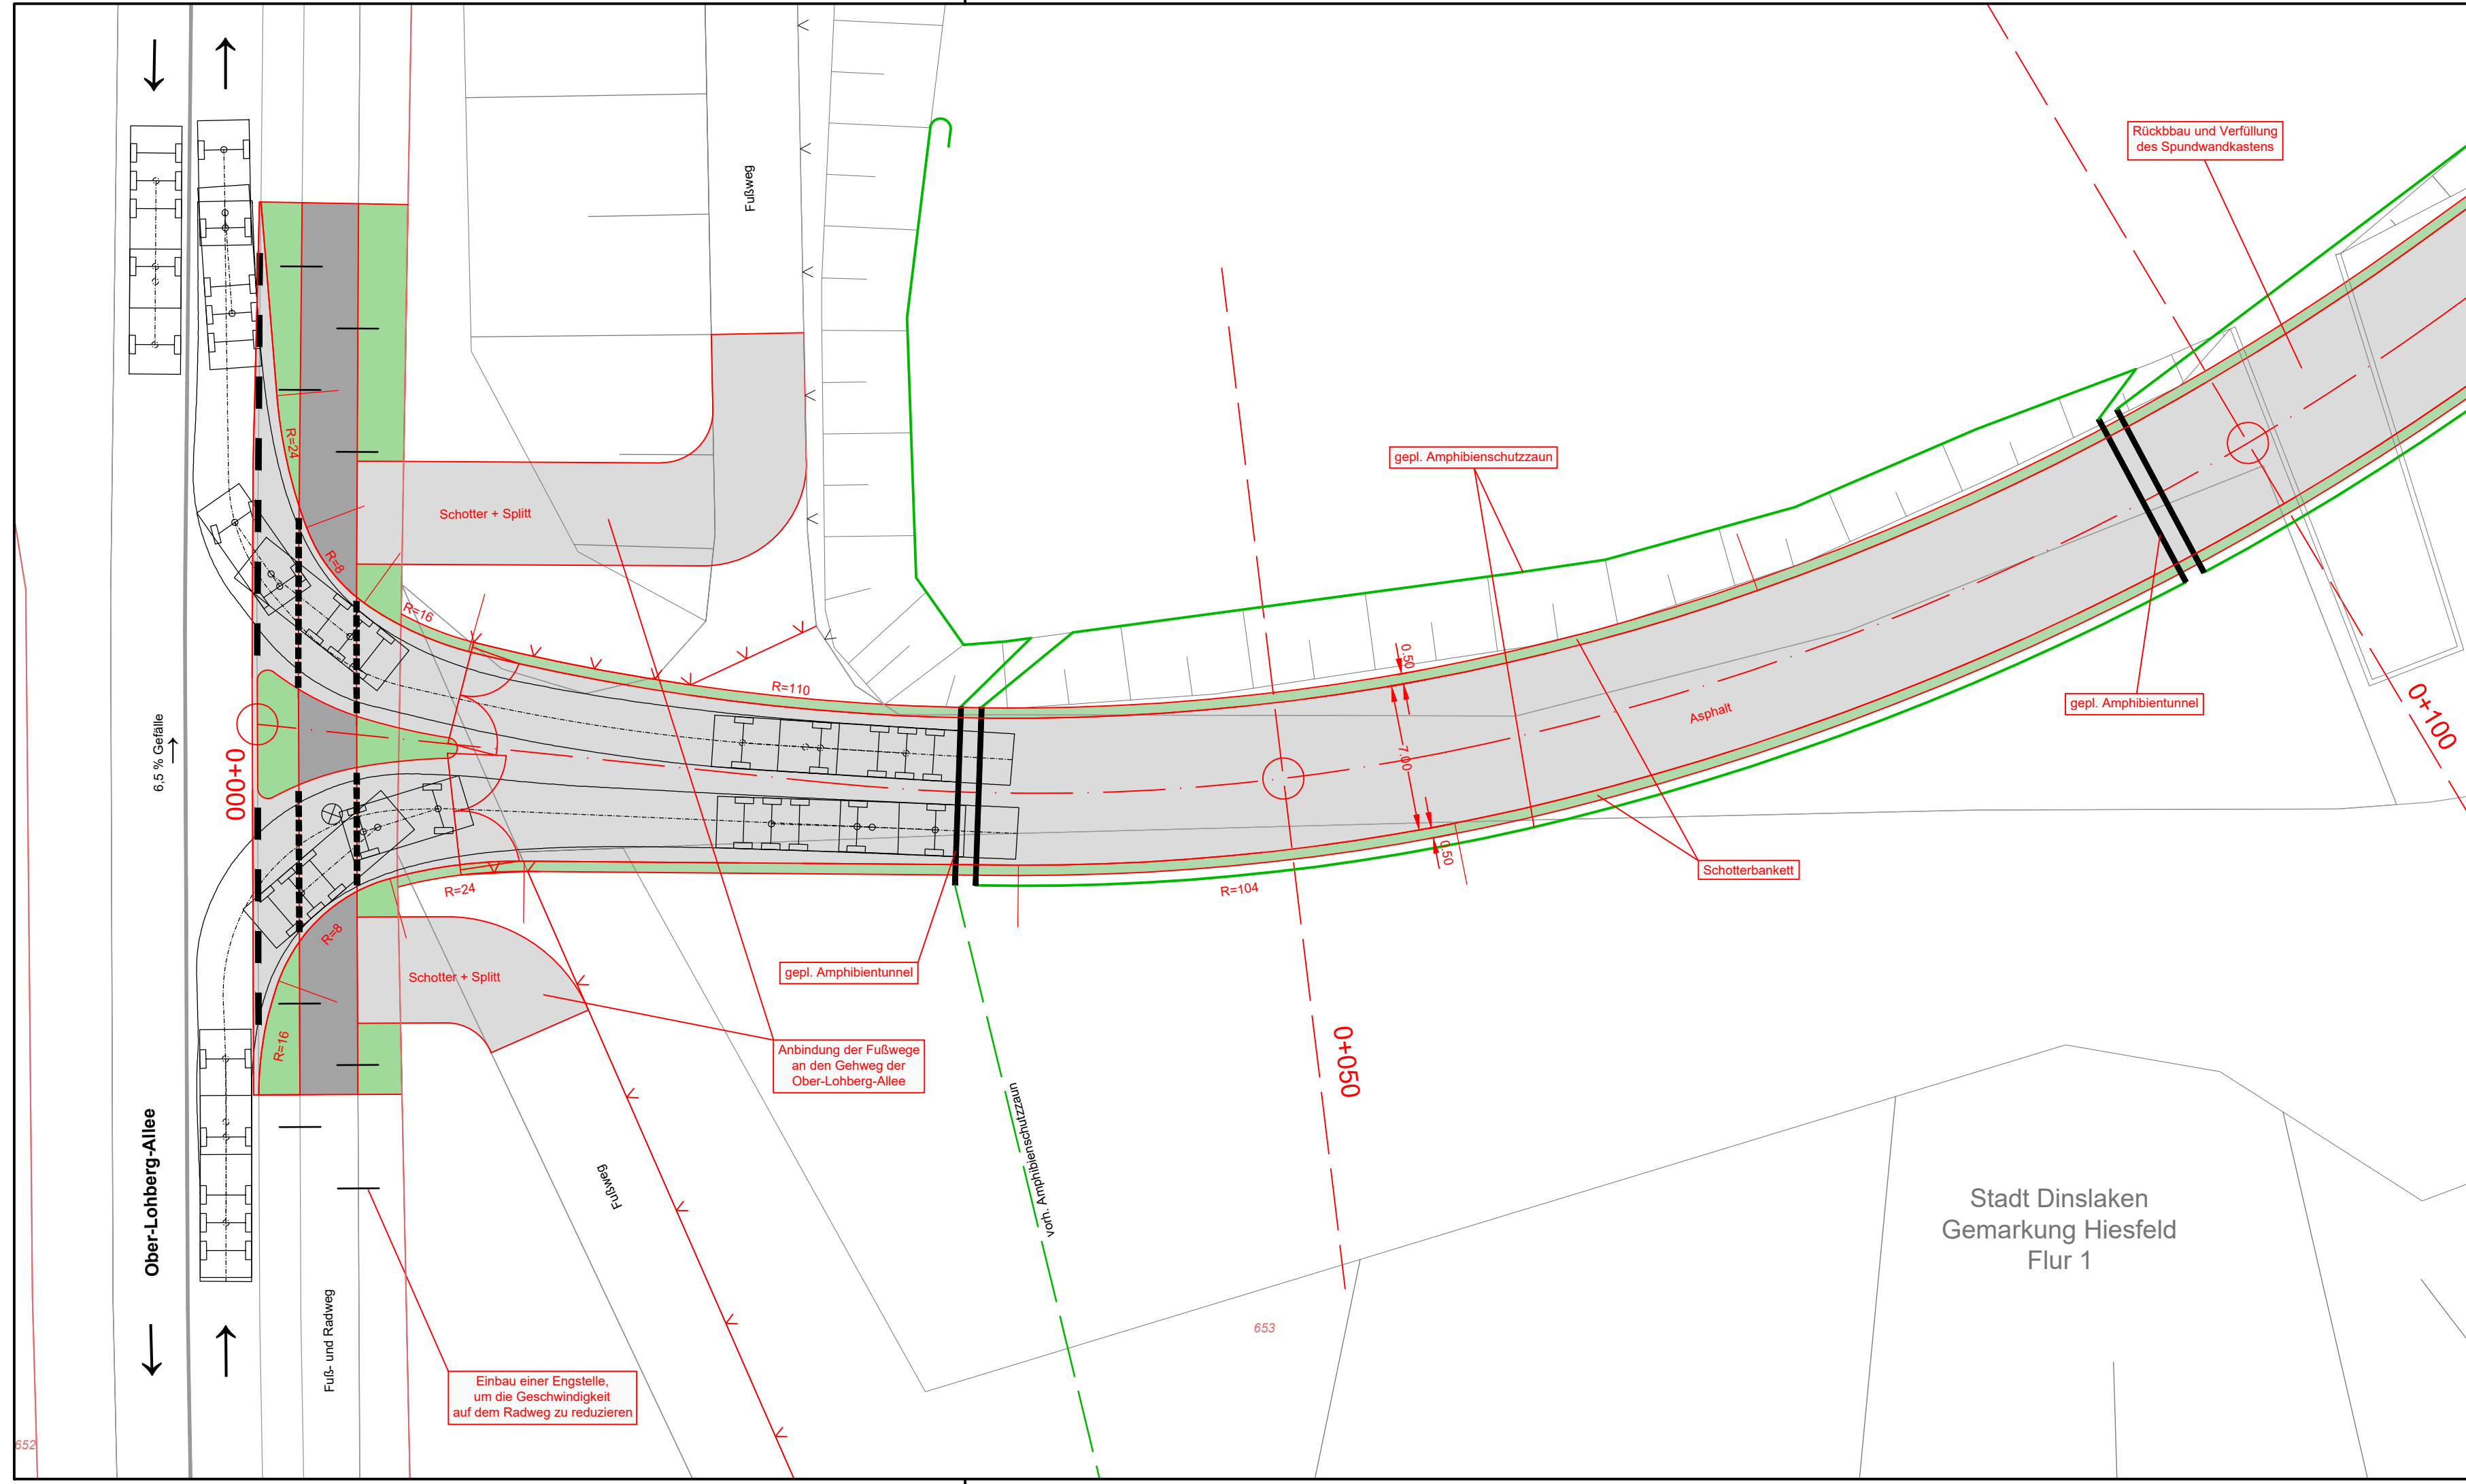 Rückbbau und Verfüllung
des Spundwandkastens
Fußweg
R=24
gepl. Amphibienschutzzaun
Schotter + Splitt
R=8
R=16
R=110
0.50
7.00
0.50
Asphalt
gepl. Amphibientunnel
0+100
6,5 % Gefälle
0+000
Schotterbankett
R=24
R=104
R=8
Schotter + Splitt
gepl. Amphibientunnel
R=16
Anbindung der Fußwege
an den Gehweg der
Ober-Lohberg-Allee
0+050
vorh. Amphibienschutzzaun
Ober-Lohberg-Allee
Fußweg
Stadt Dinslaken
Gemarkung Hiesfeld
Flur 1
Fuß- und Radweg
653
Einbau einer Engstelle,
um die Geschwindigkeit
auf dem Radweg zu reduzieren
652